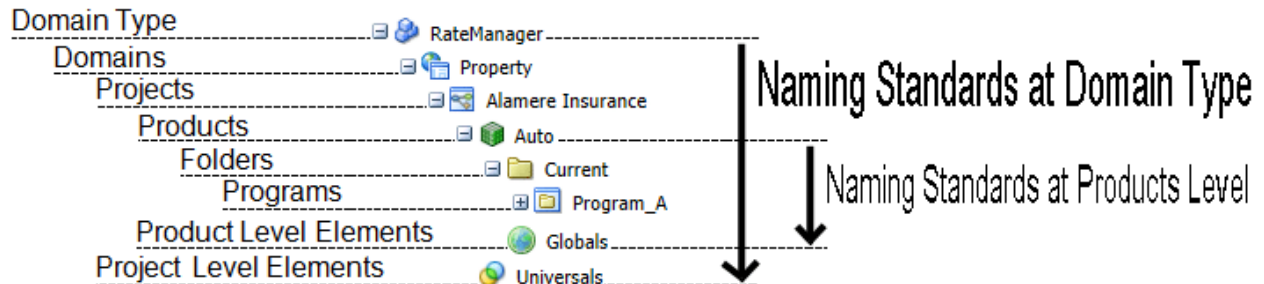 Domain Type RateManager
Domains Property
Projects Alamere Insurance
Products Auto
Folders Current
Programs Program_A
Product Level Elements Globals
Project Level Elements Universals
Naming Standards at Domain Type
Naming Standards at Products Level